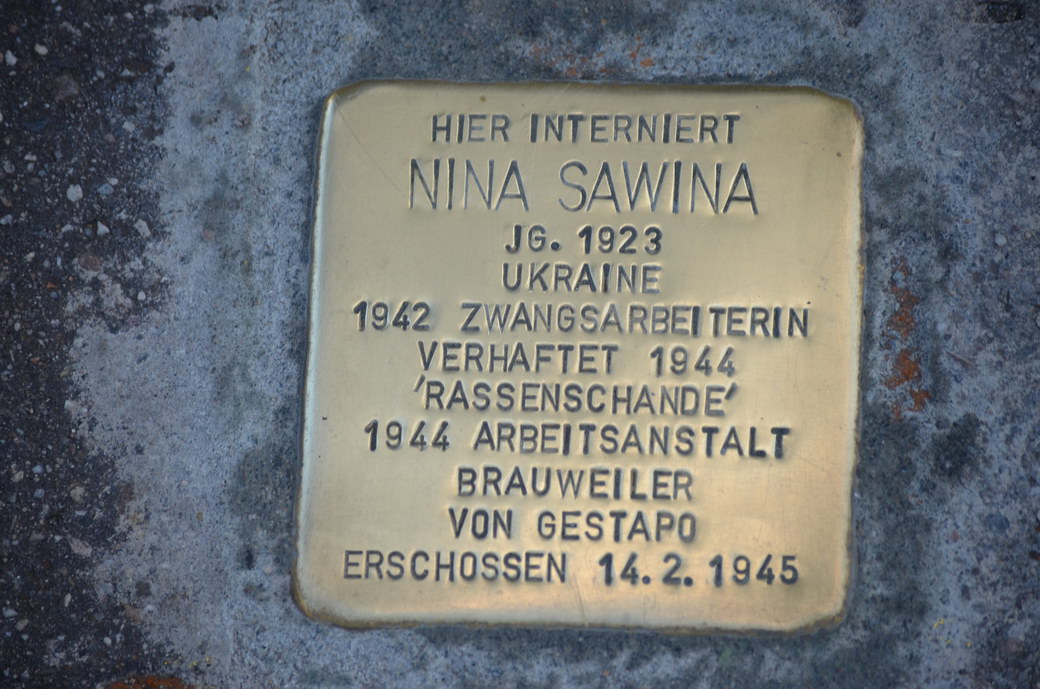 HIER INTERNIERT
NINA SAWINA
JG. 1923
UKRAINE
1942 ZWANGSARBEITERIN
VERHAFTET 1944
'RASSENSCHANDE'
1944 ARBEITSANSTALT
BRAUWEILER
VON GESTAPO
ERSCHOSSEN 14.2.1945